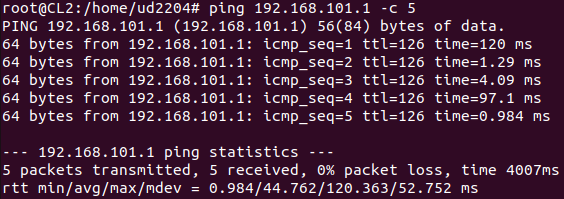 root@CL2:/home/ud2204# ping 192.168.101.1 -c 5
PING 192.168.101.1 (192.168.101.1) 56(84) bytes of data.
64 bytes from 192.168.101.1: icmp_seq=1 ttl=126 time=120 ms
64 bytes from 192.168.101.1: icmp_seq=2 ttl=126 time=1.29 ms
64 bytes from 192.168.101.1: icmp_seq=3 ttl=126 time=4.09 ms
64 bytes from 192.168.101.1: icmp_seq=4 ttl=126 time=97.1 ms
64 bytes from 192.168.101.1: icmp_seq=5 ttl=126 time=0.984 ms

--- 192.168.101.1 ping statistics ---
5 packets transmitted, 5 received, 0% packet loss, time 4007ms
rtt min/avg/max/mdev = 0.984/44.762/120.363/52.752 ms